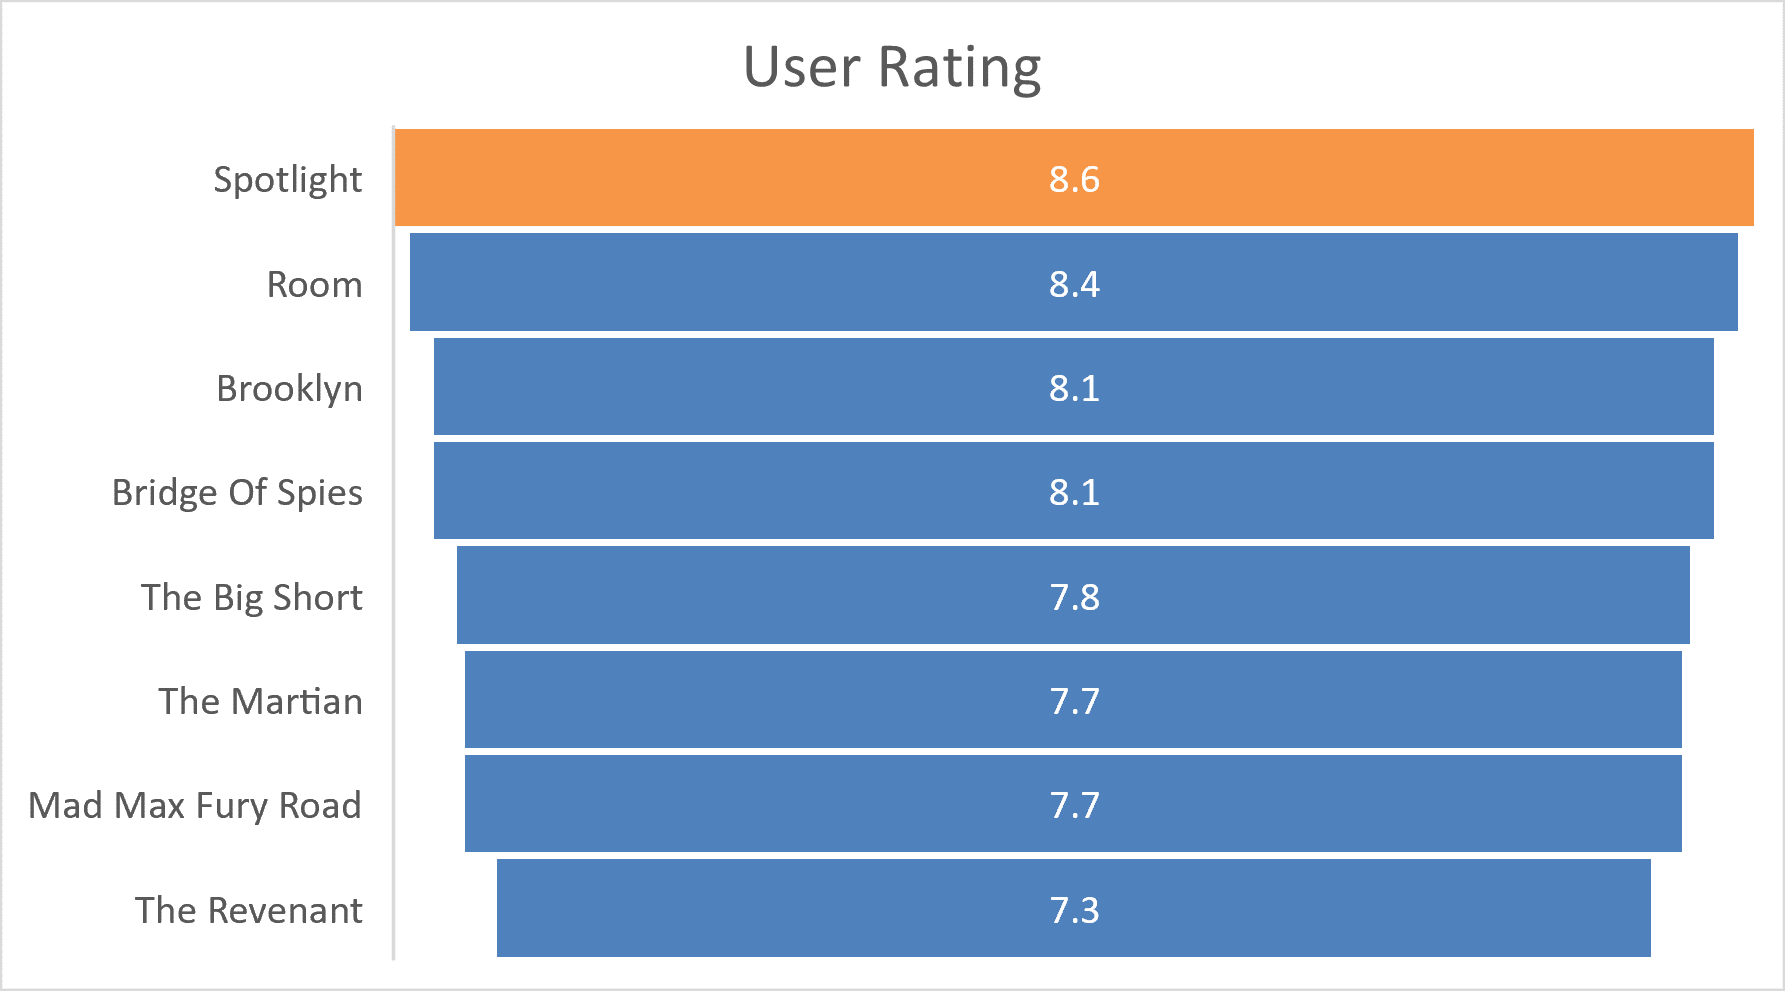 User Rating
Spotlight 8.6
Room 8.4
Brooklyn 8.1
Bridge Of Spies 8.1
The Big Short 7.8
The Martian 7.7
Mad Max Fury Road 7.7
The Revenant 7.3